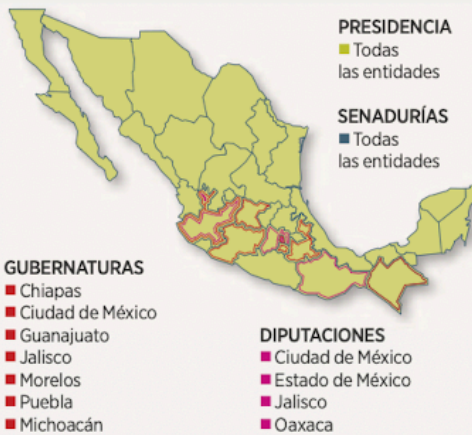 PRESIDENCIA
Todas
las entidades
SENADURÍAS
Todas
las entidades
GUBERNATURAS
Chiapas
Ciudad de México
Guanajuato
Jalisco
Morelos
Puebla
Michoacán
DIPUTACIONES
Ciudad de México
Estado de México
Jalisco
Oaxaca